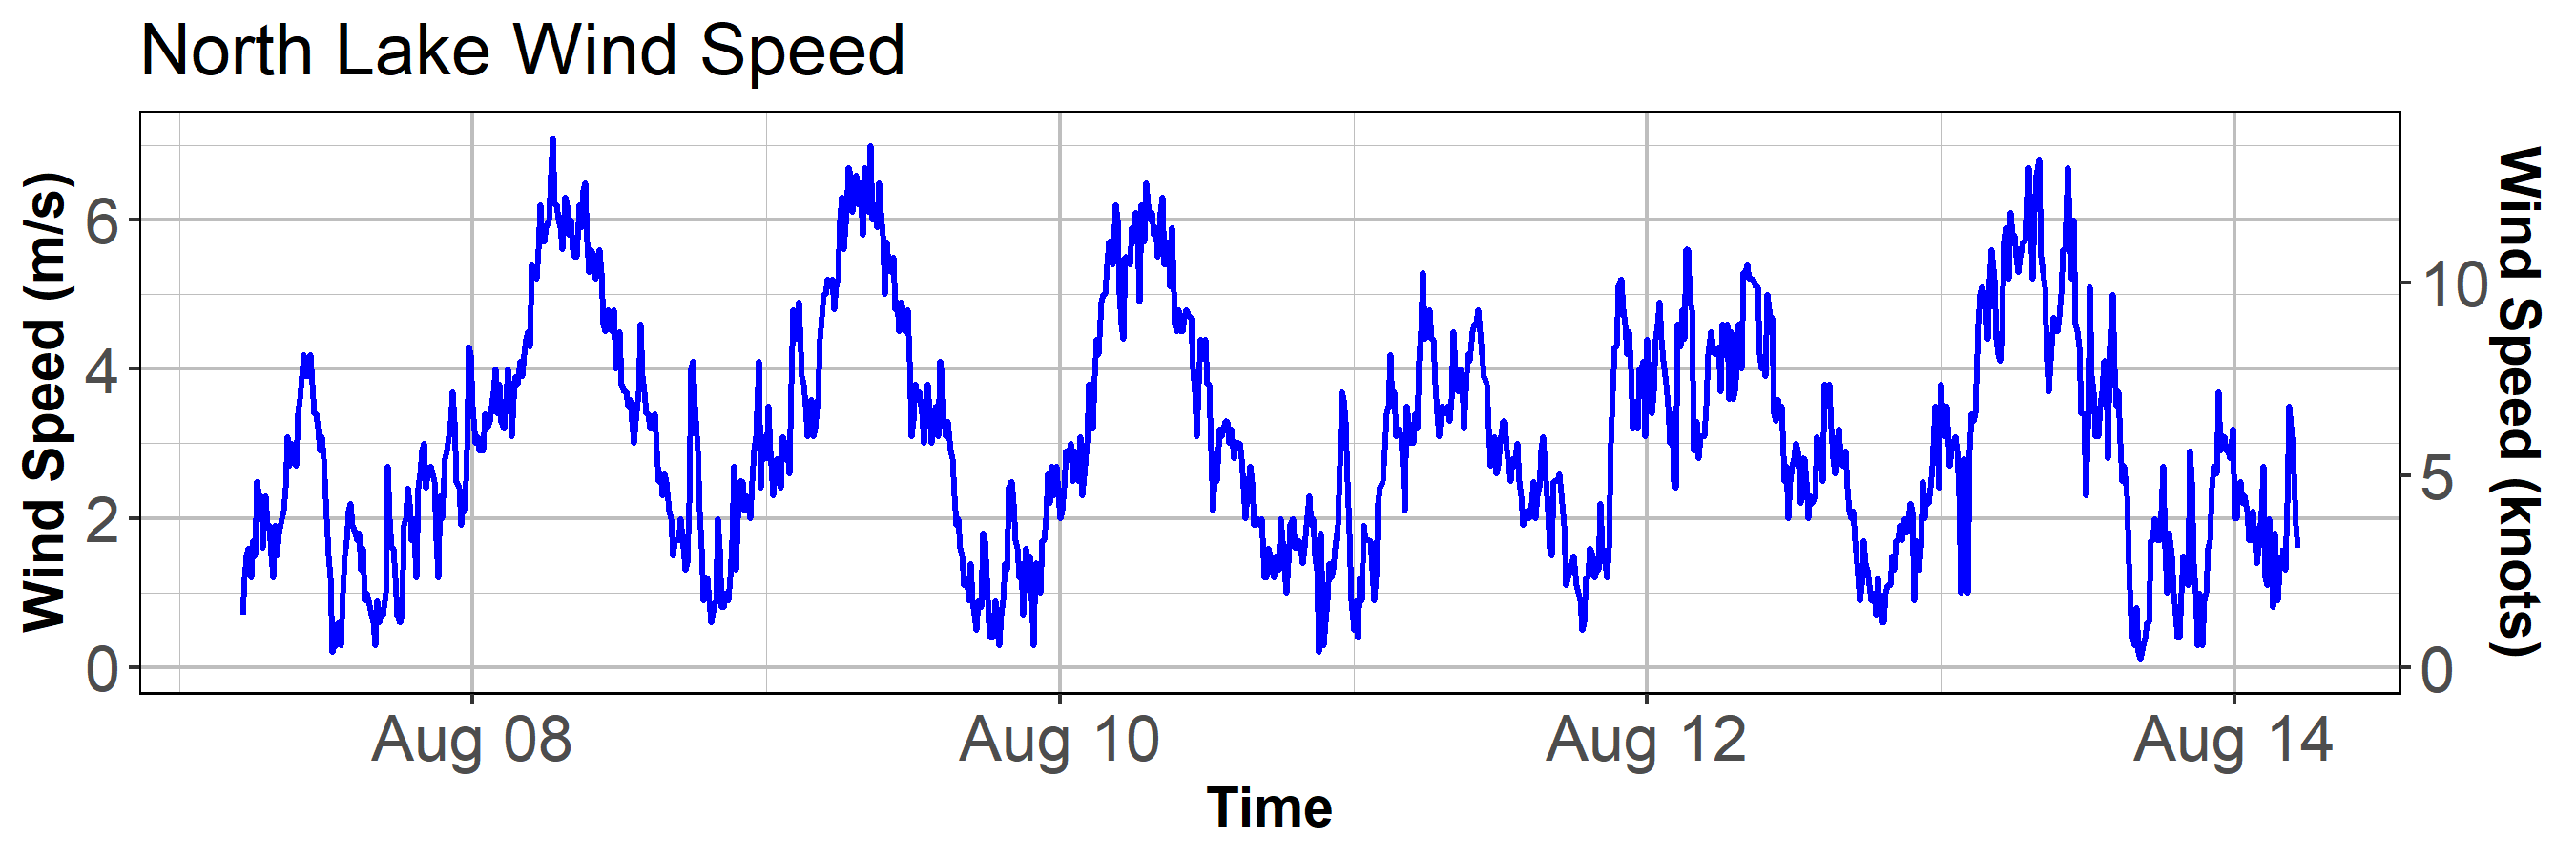 North Lake Wind Speed
Wind Speed (m/s)
6
4
2
0
Wind Speed (knots)
10
5
0
Aug 08
Aug 10
Aug 12
Aug 14
Time